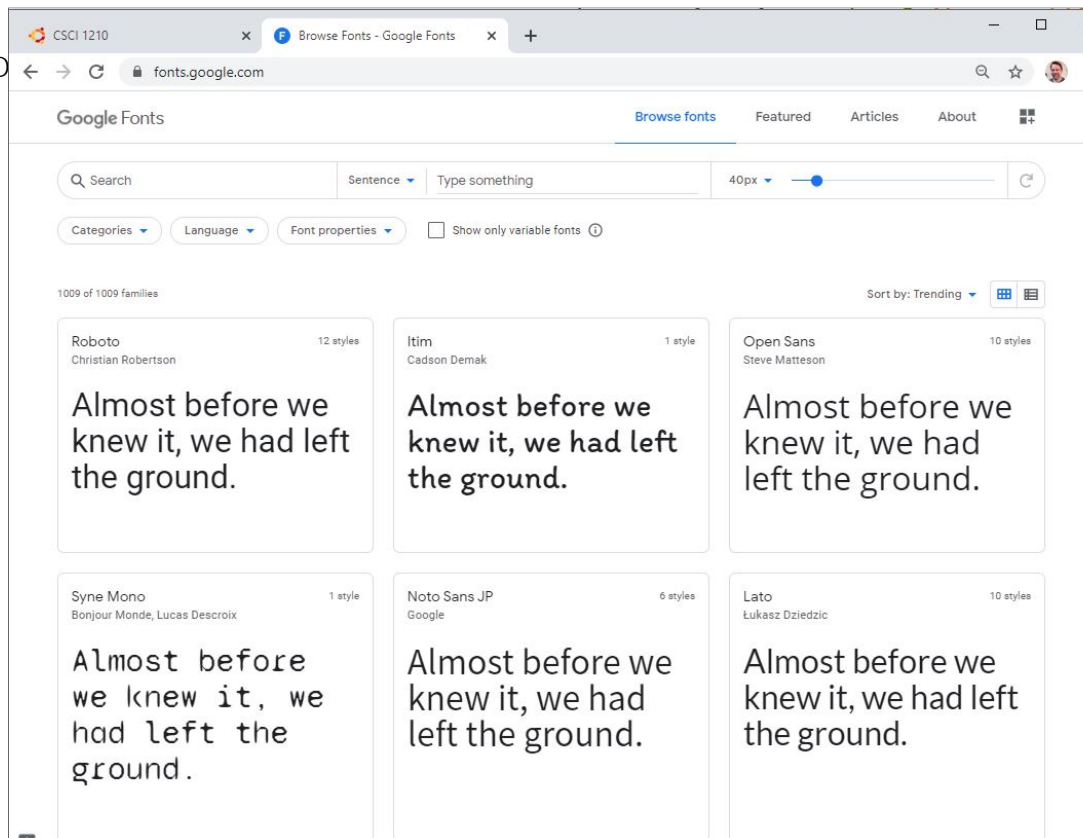 CSCI 1210
Browse Fonts - Google Fonts
fonts.google.com
Google Fonts
Browse fonts
Featured
Articles
About
Search
Sentence
Type something
40px
Categories
Language
Font properties
Show only variable fonts
1009 of 1009 families
Sort by: Trending
Roboto
12 styles
Christian Robertson
Almost before we
knew it, we had left
the ground.
Itim
1 style
Cadson Demak
Almost before we
knew it, we had left
the ground.
Open Sans
10 styles
Steve Matteson
Almost before we
knew it, we had
left the ground.
Syne Mono
1 style
Bonjour Monde, Lucas Descroix
Almost before
we knew it, we
had left the
ground.
Noto Sans JP
6 styles
Google
Almost before we
knew it, we had
left the ground.
Lato
10 styles
Łukasz Dziedzic
Almost before we
knew it, we had left
the ground.